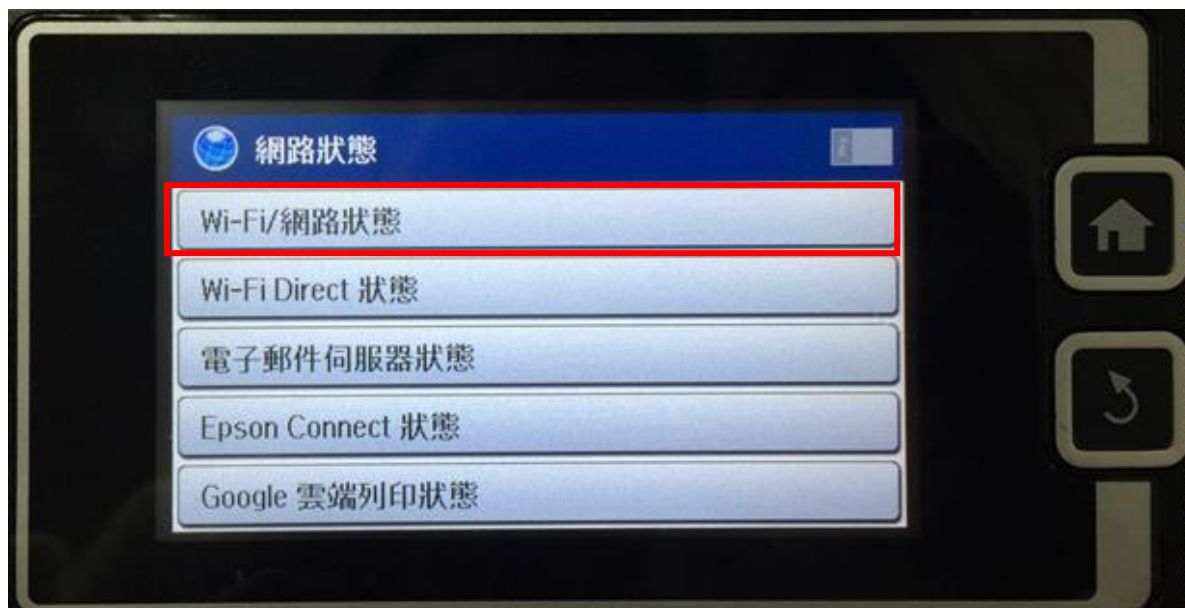 網路狀態
Wi-Fi/網路狀態
Wi-Fi Direct 狀態
電子郵件伺服器狀態
Epson Connect 狀態
Google 雲端列印狀態